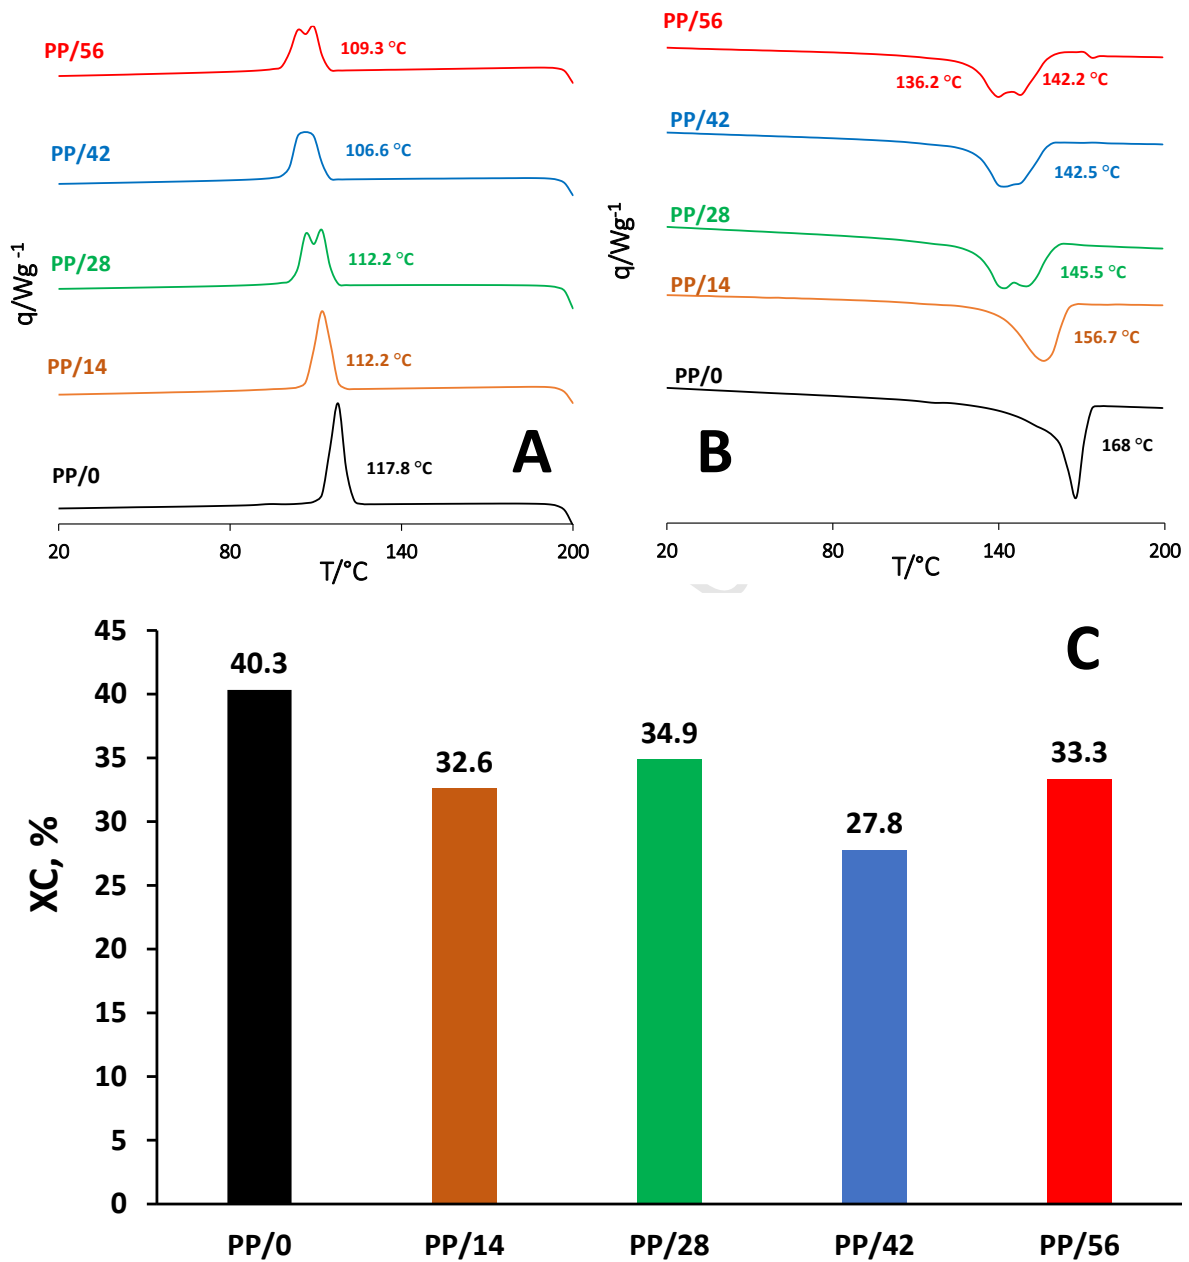 PP/56
109.3 °C
PP/42
106.6 °C
PP/28
112.2 °C
PP/14
112.2 °C
PP/0
117.8 °C
A
q/Wg-1
20
80
140
200
T/°C
PP/56
136.2 °C
142.2 °C
PP/42
142.5 °C
PP/28
145.5 °C
PP/14
156.7 °C
PP/0
168 °C
B
q/Wg-1
20
80
140
200
T/°C
C
XC, %
45
40
35
30
25
20
15
10
5
0
40.3
32.6
34.9
27.8
33.3
PP/0
PP/14
PP/28
PP/42
PP/56